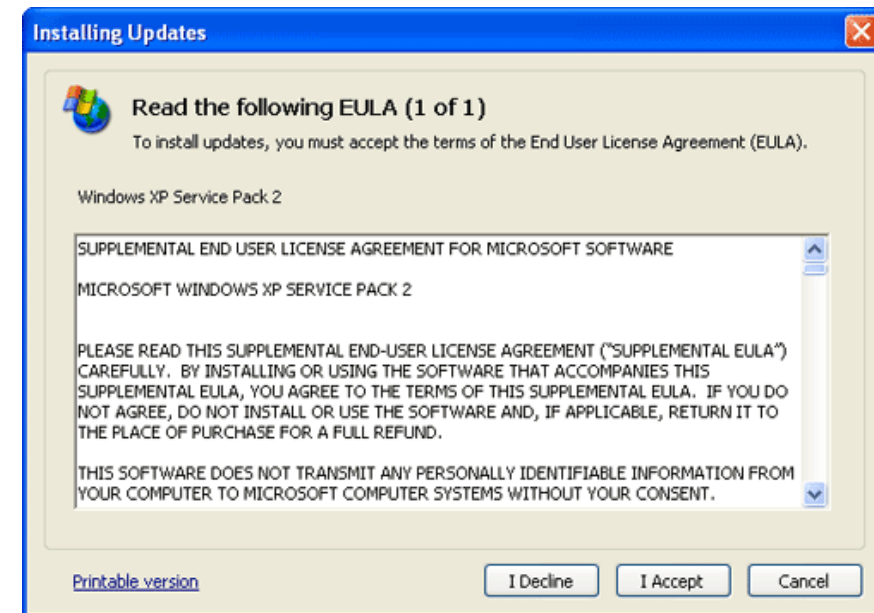 Installing Updates
Read the following EULA (1 of 1)
To install updates, you must accept the terms of the End User License Agreement (EULA).
Windows XP Service Pack 2
SUPPLEMENTAL END USER LICENSE AGREEMENT FOR MICROSOFT SOFTWARE
MICROSOFT WINDOWS XP SERVICE PACK 2
PLEASE READ THIS SUPPLEMENTAL END-USER LICENSE AGREEMENT ("SUPPLEMENTAL EULA")
CAREFULLY. BY INSTALLING OR USING THE SOFTWARE THAT ACCOMPANIES THIS
SUPPLEMENTAL EULA, YOU AGREE TO THE TERMS OF THIS SUPPLEMENTAL EULA. IF YOU DO
NOT AGREE, DO NOT INSTALL OR USE THE SOFTWARE AND, IF APPLICABLE, RETURN IT TO
THE PLACE OF PURCHASE FOR A FULL REFUND.
THIS SOFTWARE DOES NOT TRANSMIT ANY PERSONALLY IDENTIFIABLE INFORMATION FROM
YOUR COMPUTER TO MICROSOFT COMPUTER SYSTEMS WITHOUT YOUR CONSENT.
Printable version
I Decline
I Accept
Cancel